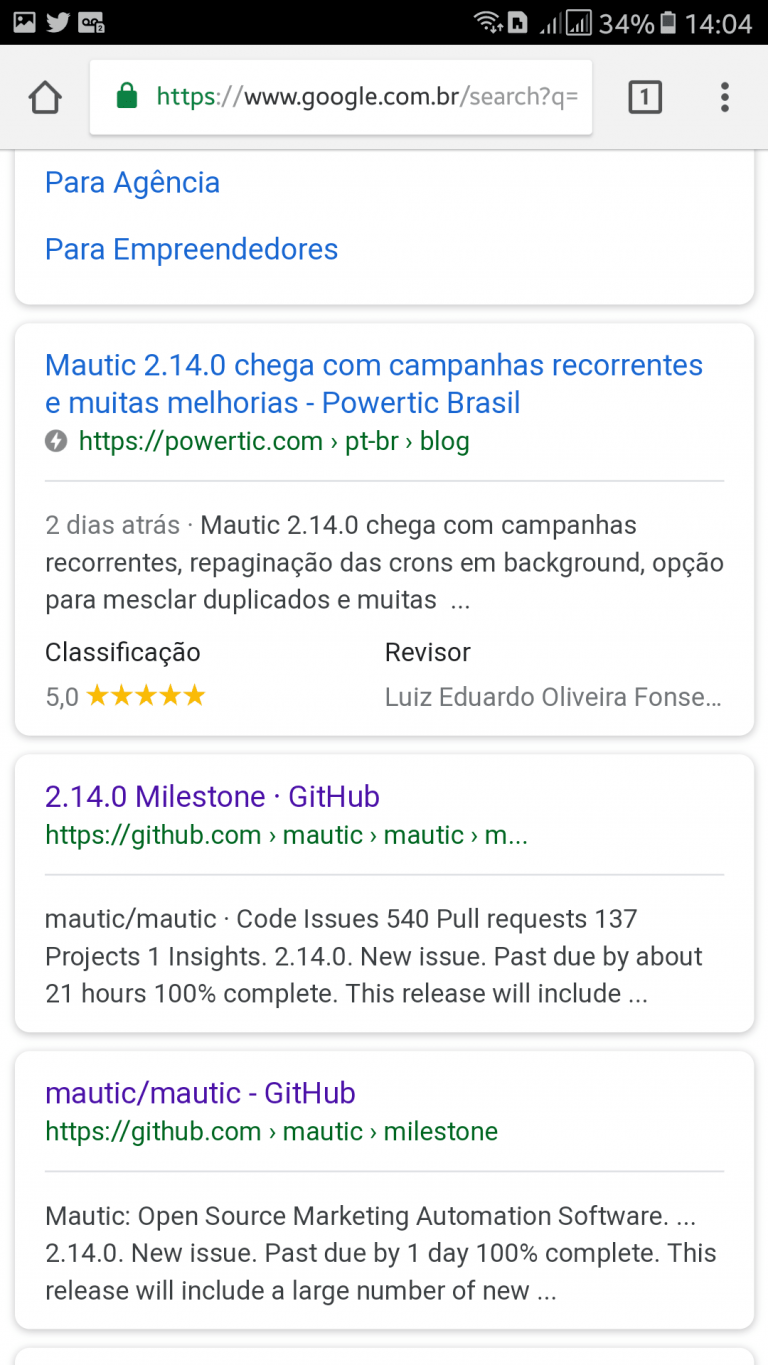 34% 14:04
https://www.google.com.br/search?q=
1
Para Agência
Para Empreendedores
Mautic 2.14.0 chega com campanhas recorrentes
e muitas melhorias - Powertic Brasil
https://powertic.com › pt-br › blog
2 dias atrás · Mautic 2.14.0 chega com campanhas
recorrentes, repaginação das crons em background, opção
para mesclar duplicados e muitas ...
Classificação Revisor
5,0 ★★★★★ Luiz Eduardo Oliveira Fonse...
2.14.0 Milestone · GitHub
https://github.com › mautic › mautic › m...
mautic/mautic · Code Issues 540 Pull requests 137
Projects 1 Insights. 2.14.0. New issue. Past due by about
21 hours 100% complete. This release will include ...
mautic/mautic - GitHub
https://github.com › mautic › milestone
Mautic: Open Source Marketing Automation Software. ...
2.14.0. New issue. Past due by 1 day 100% complete. This
release will include a large number of new ...